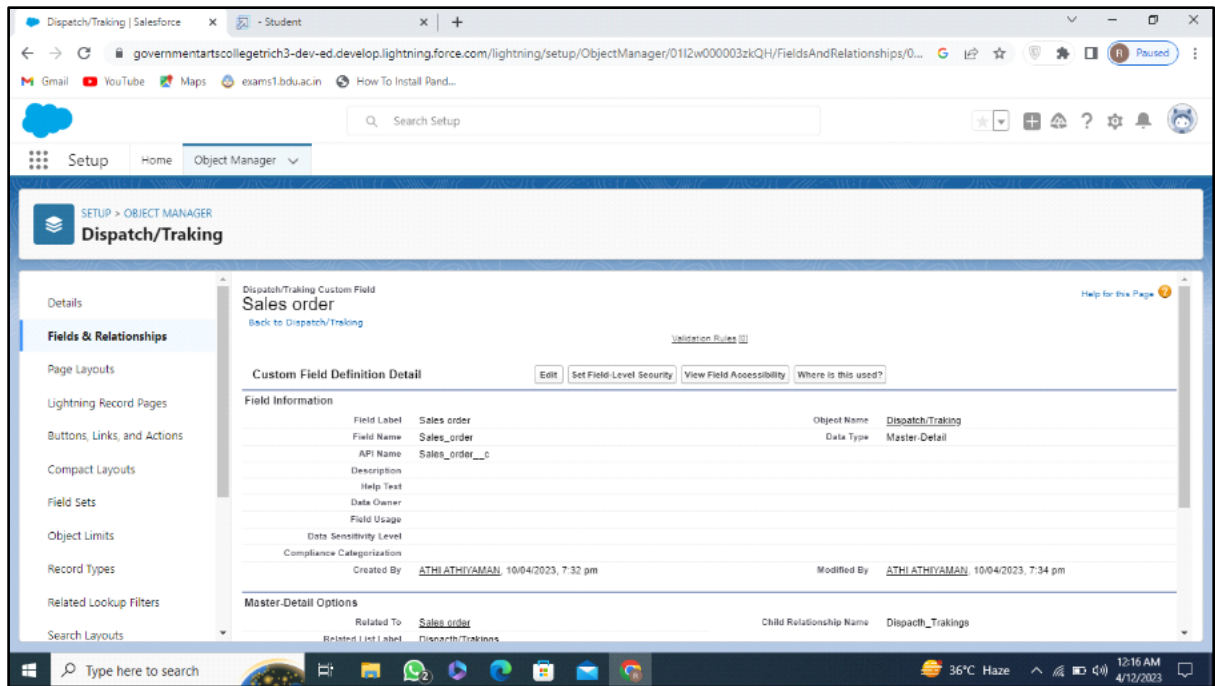 Dispatch/Traking | Salesforce
- Student
governmentartscollegetrich3-dev-ed.develop.lightning.force.com/lightning/setup/ObjectManager/01I2w000003zkQH/FieldsAndRelationships/0...
Paused
Gmail YouTube Maps exams1.bdu.ac.in How To Install Pand...
Search Setup
Setup Home Object Manager
SETUP > OBJECT MANAGER
Dispatch/Traking
Details
Fields & Relationships
Page Layouts
Lightning Record Pages
Buttons, Links, and Actions
Compact Layouts
Field Sets
Object Limits
Record Types
Related Lookup Filters
Search Layouts
Dispatch/Traking Custom Field
Sales order
Back to Dispatch/Traking
Help for this Page
Validation Rules [0]
Custom Field Definition Detail Edit Set Field-Level Security View Field Accessibility Where is this used?
Field Information
Field Label Sales order Object Name Dispatch/Traking
Field Name Sales_order Data Type Master-Detail
API Name Sales_order__c
Description
Help Text
Data Owner
Field Usage
Data Sensitivity Level
Compliance Categorization
Created By ATHI ATHIYAMAN, 10/04/2023, 7:32 pm Modified By ATHI ATHIYAMAN, 10/04/2023, 7:34 pm
Master-Detail Options
Related To Sales order Child Relationship Name Dispacth_Trakings
Related List Label Dispacth/Trakings
Type here to search
36°C Haze
12:16 AM
4/12/2023